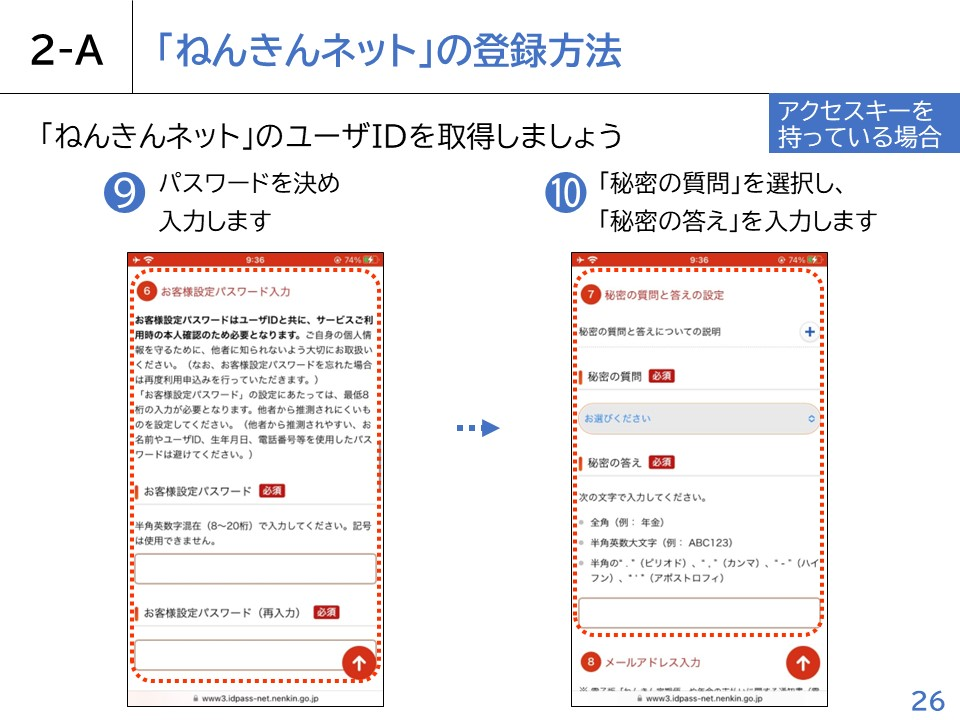 2-A
「ねんきんネット」の登録方法
アクセスキーを
持っている場合
「ねんきんネット」のユーザIDを取得しましょう
9 パスワードを決め
入力します
10 「秘密の質問」を選択し、
「秘密の答え」を入力します
9:36 74%
6 お客様設定パスワード入力
お客様設定パスワードはユーザIDと共に、サービスご利
用時の本人確認のため必要となります。ご自身の個人情
報を守るために、他者に知られないよう大切にお取扱い
ください。（なお、お客様設定パスワードを忘れた場合
は再度利用申込みを行っていただきます。）
「お客様設定パスワード」の設定にあたっては、最低8
桁の入力が必要となります。他者から推測されにくいも
のを設定してください。（他者から推測されやすい、お
名前やユーザID、生年月日、電話番号等を使用したパス
ワードは避けてください。）
お客様設定パスワード 必須
半角英数字混在（8～20桁）で入力してください。記号
は使用できません。
お客様設定パスワード（再入力） 必須
www3.idpass-net.nenkin.go.jp
9:36 74%
7 秘密の質問と答えの設定
秘密の質問と答えについての説明
秘密の質問 必須
お選びください
秘密の答え 必須
次の文字で入力してください。
全角（例： 年金）
半角英数大文字（例： ABC123）
半角の“ . ”（ピリオド）、“ , ”（カンマ）、“ - ”（ハイ
フン）、“ ' ”（アポストロフィ）
8 メールアドレス入力
www3.idpass-net.nenkin.go.jp
26